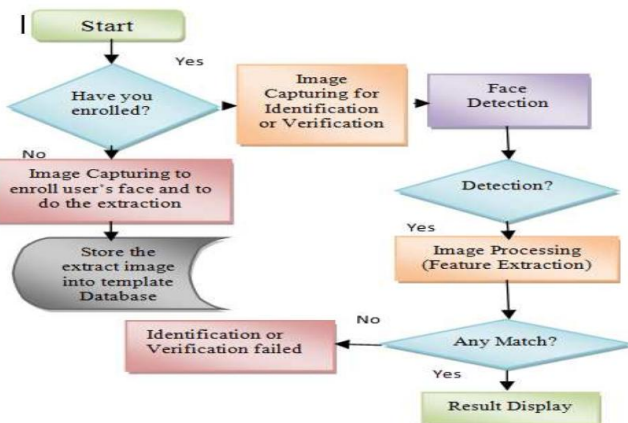 Start
Yes
Have you
enrolled?
Image
Capturing for
Identification
or Verification
Face
Detection
No
Image Capturing to
enroll user's face and to
do the extraction
Detection?
Yes
Store the
extract image
into template
Database
Image Processing
(Feature Extraction)
No
Identification or
Verification failed
Any Match?
Yes
Result Display